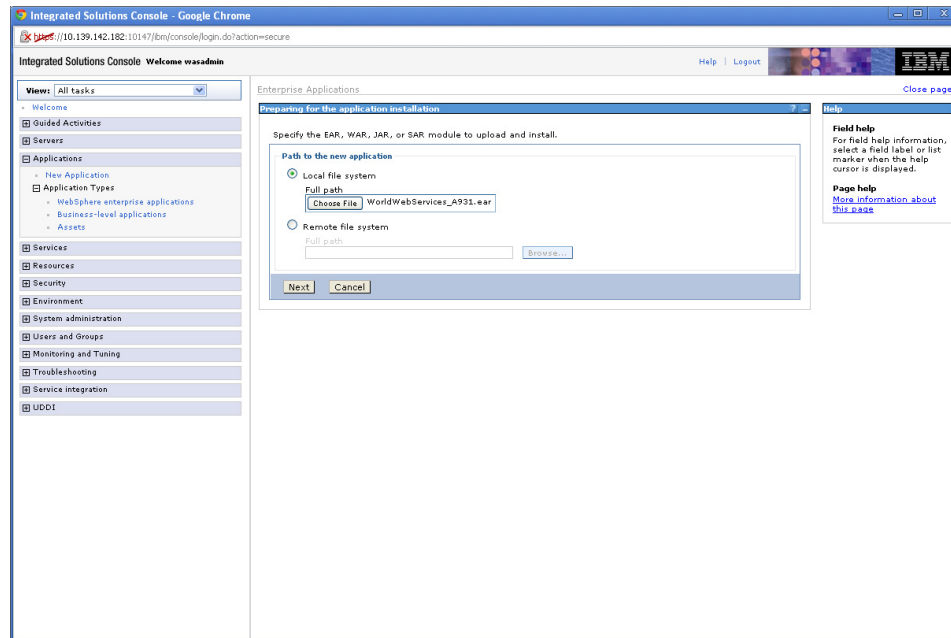 Integrated Solutions Console - Google Chrome
https://10.139.142.182:10147/ibm/console/login.do?action=secure
Integrated Solutions Console Welcome wasadmin
Help | Logout
IBM
View: All tasks
Welcome
Guided Activities
Servers
Applications
New Application
Application Types
WebSphere enterprise applications
Business-level applications
Assets
Services
Resources
Security
Environment
System administration
Users and Groups
Monitoring and Tuning
Troubleshooting
Service integration
UDDI
Enterprise Applications
Close page
Preparing for the application installation
Specify the EAR, WAR, JAR, or SAR module to upload and install.
Path to the new application
Local file system
Full path
Choose File WorldWebServices_A931.ear
Remote file system
Full path
Browse...
Next Cancel
Help
Field help
For field help information,
select a field label or list
marker when the help
cursor is displayed.
Page help
More information about
this page